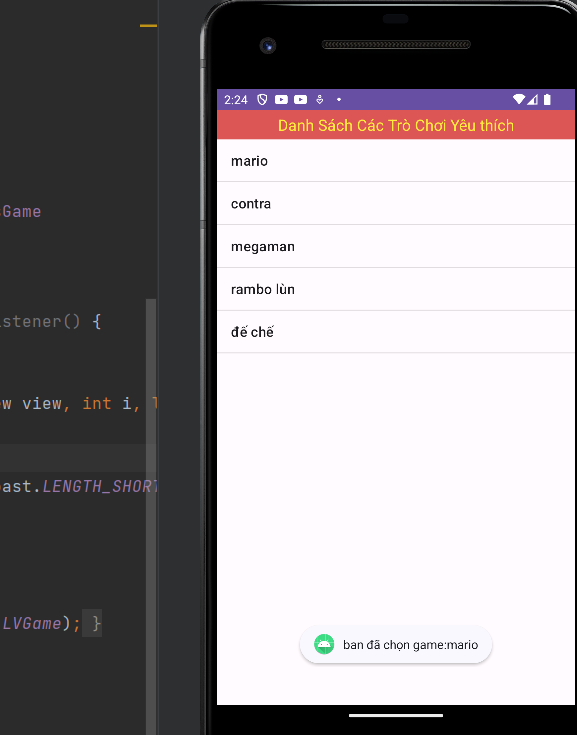 Game
stener() {
w view, int i,
ast.LENGTH_SHORT
LVGame); }
2:24
Danh Sách Các Trò Chơi Yêu thích
mario
contra
megaman
rambo lùn
đế chế
ban đã chọn game:mario